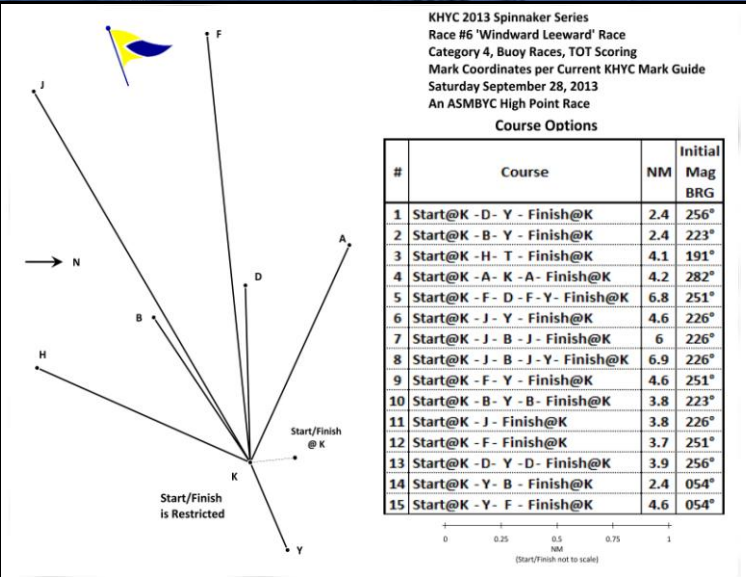 KHYC 2013 Spinnaker Series
Race #6 'Windward Leeward' Race
Category 4, Buoy Races, TOT Scoring
Mark Coordinates per Current KHYC Mark Guide
Saturday September 28, 2013
An ASMBYC High Point Race
F
J
A
N
D
B
H
Start/Finish
@ K
K
Start/Finish
is Restricted
Y
Course Options
# Course NM Initial Mag BRG
1 Start@K -D- Y - Finish@K 2.4 256°
2 Start@K -B- Y - Finish@K 2.4 223°
3 Start@K -H- T - Finish@K 4.1 191°
4 Start@K -A- K -A- Finish@K 4.2 282°
5 Start@K - F - D -F -Y- Finish@K 6.8 251°
6 Start@K - J - Y - Finish@K 4.6 226°
7 Start@K - J - B -J - Finish@K 6 226°
8 Start@K - J - B -J -Y- Finish@K 6.9 226°
9 Start@K - F - Y - Finish@K 4.6 251°
10 Start@K -B- Y -B- Finish@K 3.8 223°
11 Start@K - J - Finish@K 3.8 226°
12 Start@K - F - Finish@K 3.7 251°
13 Start@K -D- Y -D- Finish@K 3.9 256°
14 Start@K -Y- B - Finish@K 2.4 054°
15 Start@K -Y- F - Finish@K 4.6 054°
0 0.25 0.5 0.75 1
NM
(Start/Finish not to scale)